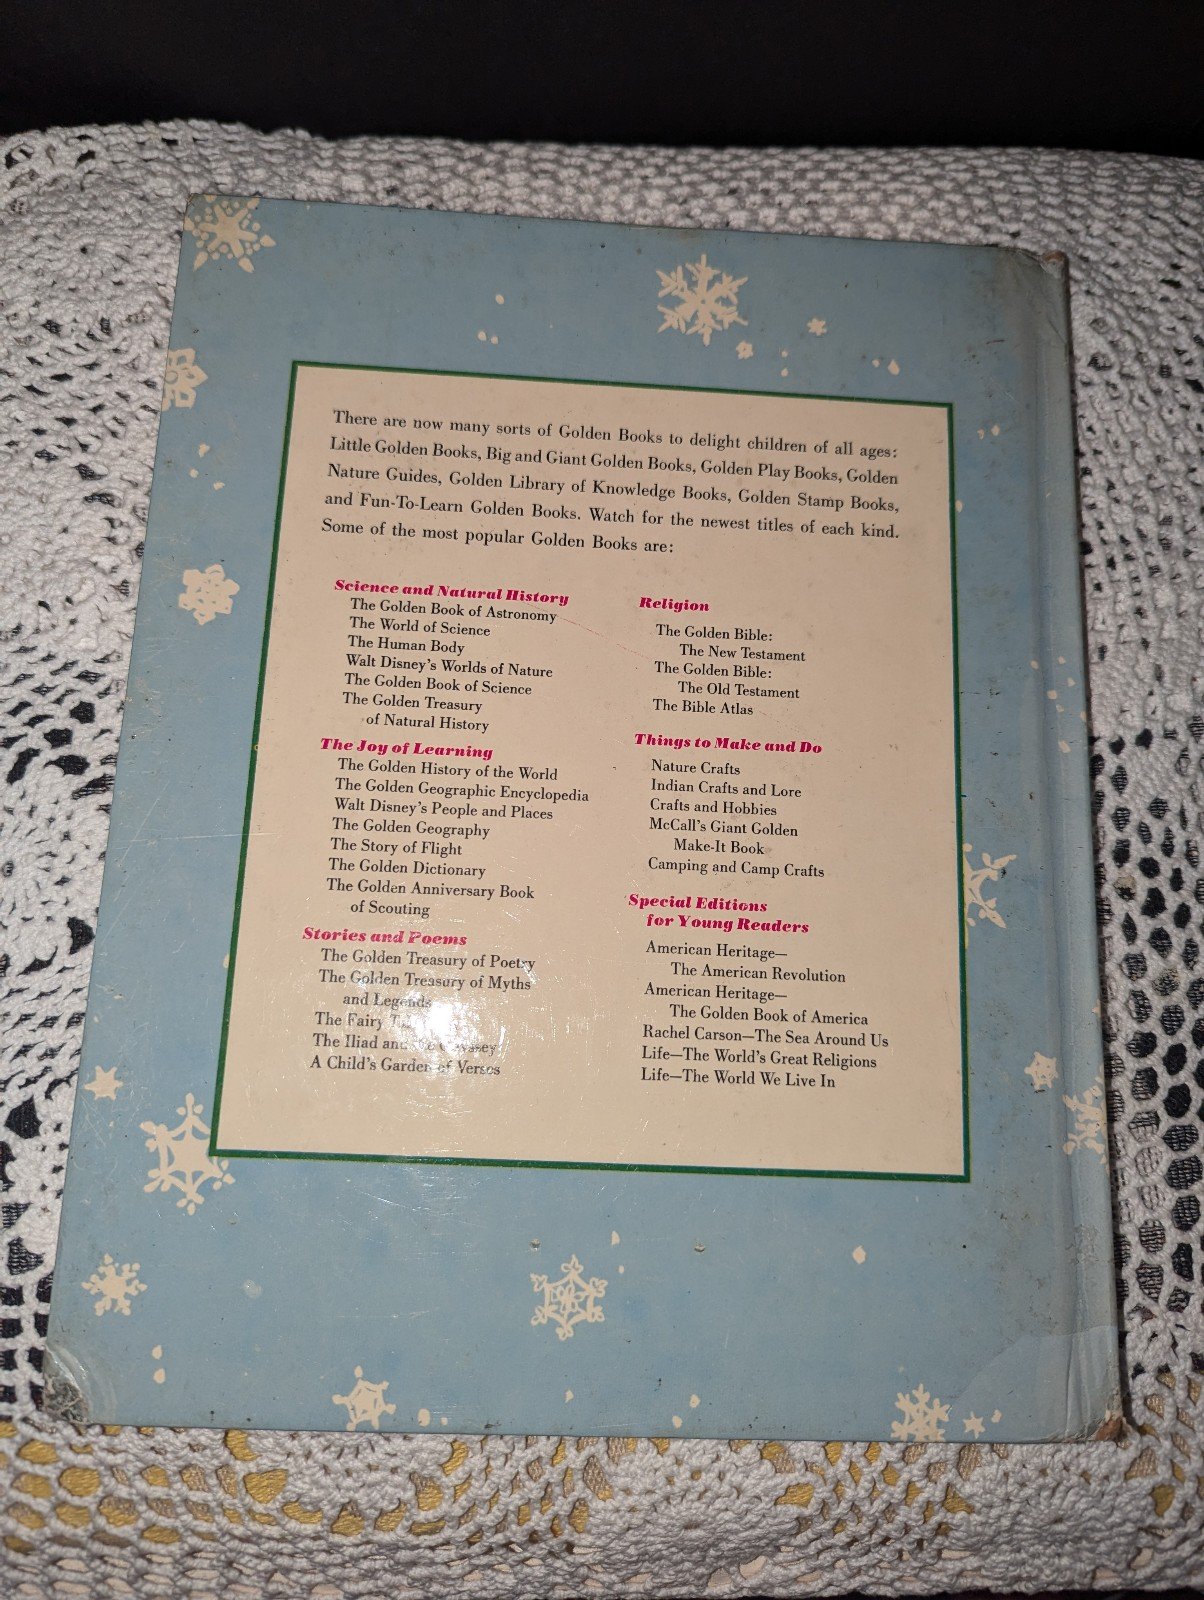 There are now many sorts of Golden Books to delight children of all ages:
Little Golden Books, Big and Giant Golden Books, Golden Play Books, Golden
Nature Guides, Golden Library of Knowledge Books, Golden Stamp Books,
and Fun-To-Learn Golden Books. Watch for the newest titles of each kind.
Some of the most popular Golden Books are:
Science and Natural History
The Golden Book of Astronomy
The World of Science
The Human Body
Walt Disney's Worlds of Nature
The Golden Book of Science
The Golden Treasury
of Natural History
The Joy of Learning
The Golden History of the World
The Golden Geographic Encyclopedia
Walt Disney's People and Places
The Golden Geography
The Story of Flight
The Golden Dictionary
The Golden Anniversary Book
of Scouting
Stories and Poems
The Golden Treasury of Poetry
The Golden Treasury of Myths
and Legends
The Fairy
The Iliad and the Odyssey
A Child's Garden of Verses
Religion
The Golden Bible:
The New Testament
The Golden Bible:
The Old Testament
The Bible Atlas
Things to Make and Do
Nature Crafts
Indian Crafts and Lore
Crafts and Hobbies
McCall's Giant Golden
Make-It Book
Camping and Camp Crafts
Special Editions
for Young Readers
American Heritage—
The American Revolution
American Heritage—
The Golden Book of America
Rachel Carson—The Sea Around Us
Life—The World's Great Religions
Life—The World We Live In